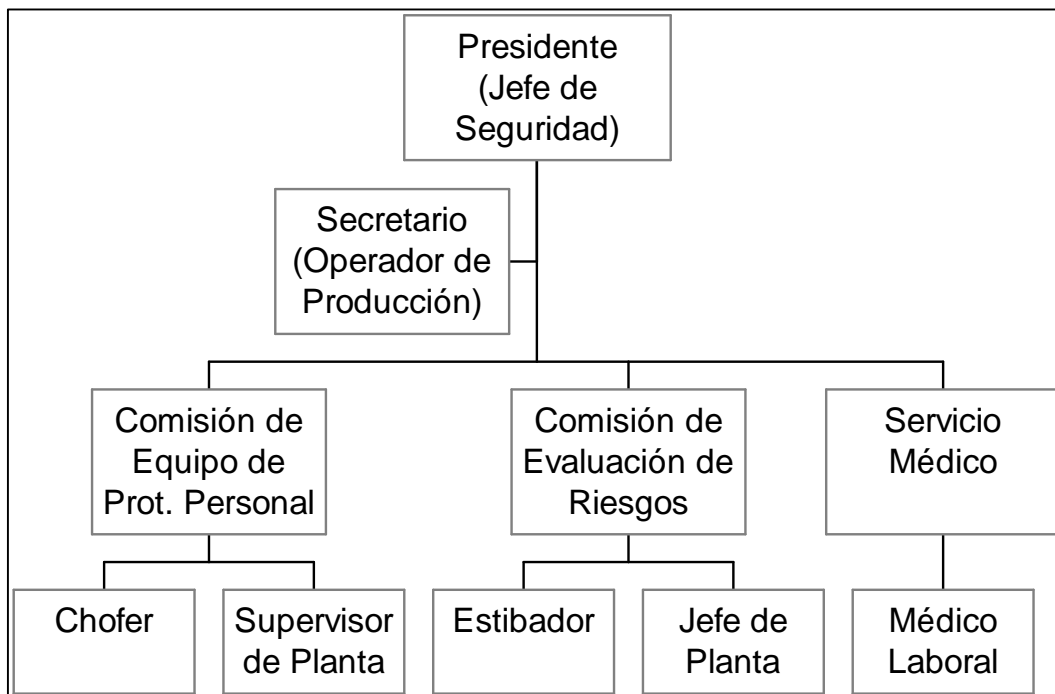 Presidente
(Jefe de
Seguridad)
Secretario
(Operador de
Producción)
Comisión de
Equipo de
Prot. Personal
Comisión de
Evaluación de
Riesgos
Servicio
Médico
Chofer
Supervisor
de Planta
Estibador
Jefe de
Planta
Médico
Laboral